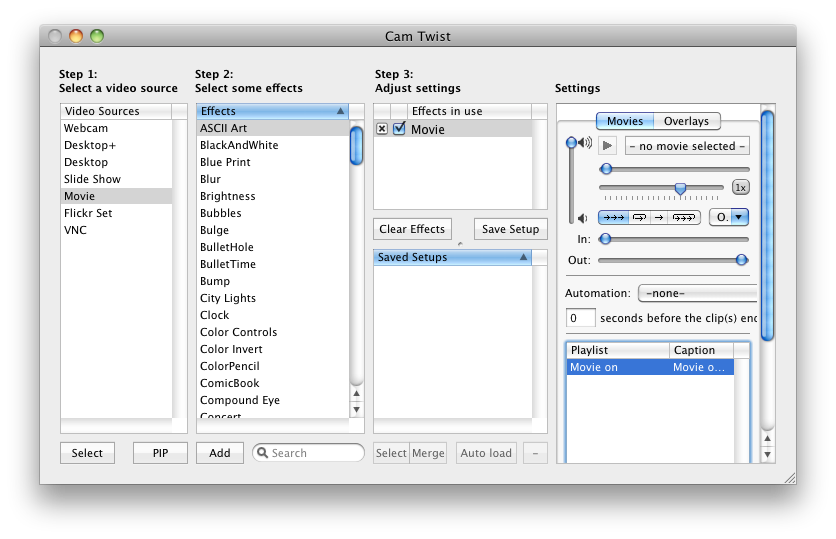 Cam Twist
Step 1:
Select a video source
Video Sources
Webcam
Desktop+
Desktop
Slide Show
Movie
Flickr Set
VNC
Select
PIP
Step 2:
Select some effects
Effects
ASCII Art
BlackAndWhite
Blue Print
Blur
Brightness
Bubbles
Bulge
BulletHole
BulletTime
Bump
City Lights
Clock
Color Controls
Color Invert
ColorPencil
ComicBook
Compound Eye
Concert
Add
Search
Step 3:
Adjust settings
Effects in use
Movie
Clear Effects
Save Setup
Saved Setups
Select
Merge
Auto load
-
Settings
Movies
Overlays
- no movie selected -
1x
O.
In:
Out:
Automation:
-none-
0 seconds before the clip(s) end
Playlist Caption
Movie on Movie o...